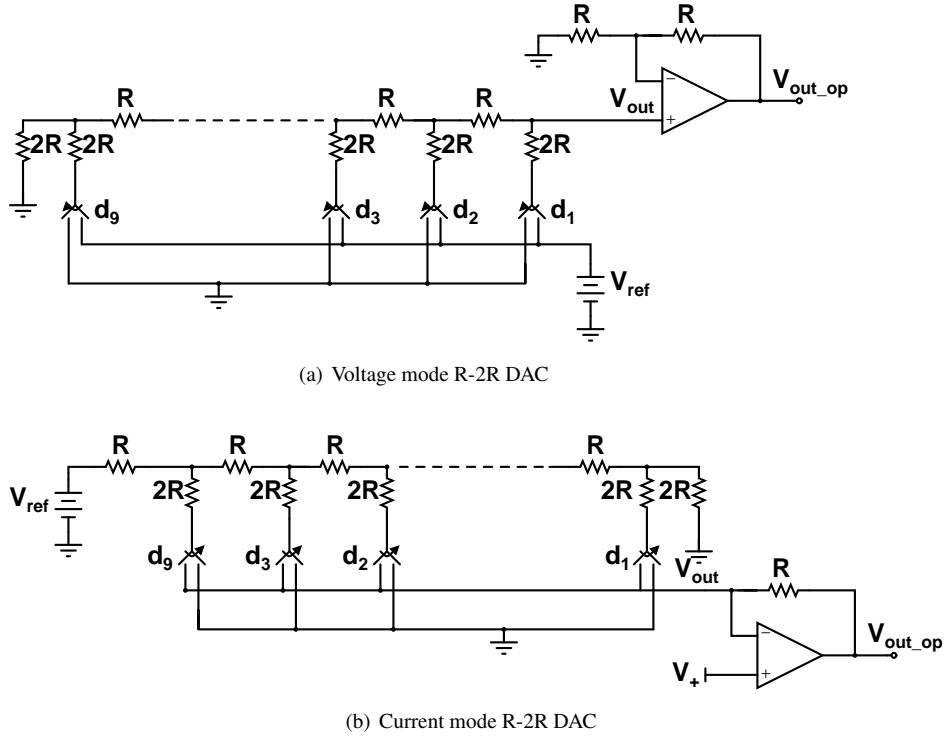 R R
V_out_op
V_out
− +
R R R
2R 2R 2R 2R 2R
d_9 d_3 d_2 d_1
V_ref
(a) Voltage mode R-2R DAC
R R R R
V_ref
2R 2R 2R 2R 2R
d_9 d_3 d_2 d_1
V_out R
V_out_op
− +
V_+
(b) Current mode R-2R DAC